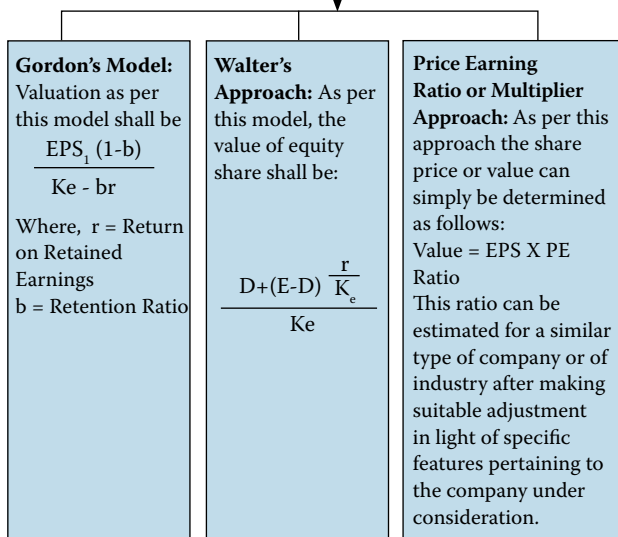 Gordon's Model:
Valuation as per
this model shall be
EPS₁ (1-b)
Ke - br
Where, r = Return
on Retained
Earnings
b = Retention Ratio
Walter's
Approach: As per
this model, the
value of equity
share shall be:
D+(E-D) r/Kₑ
Ke
Price Earning
Ratio or Multiplier
Approach: As per this
approach the share
price or value can
simply be determined
as follows:
Value = EPS X PE
Ratio
This ratio can be
estimated for a similar
type of company or of
industry after making
suitable adjustment
in light of specific
features pertaining to
the company under
consideration.